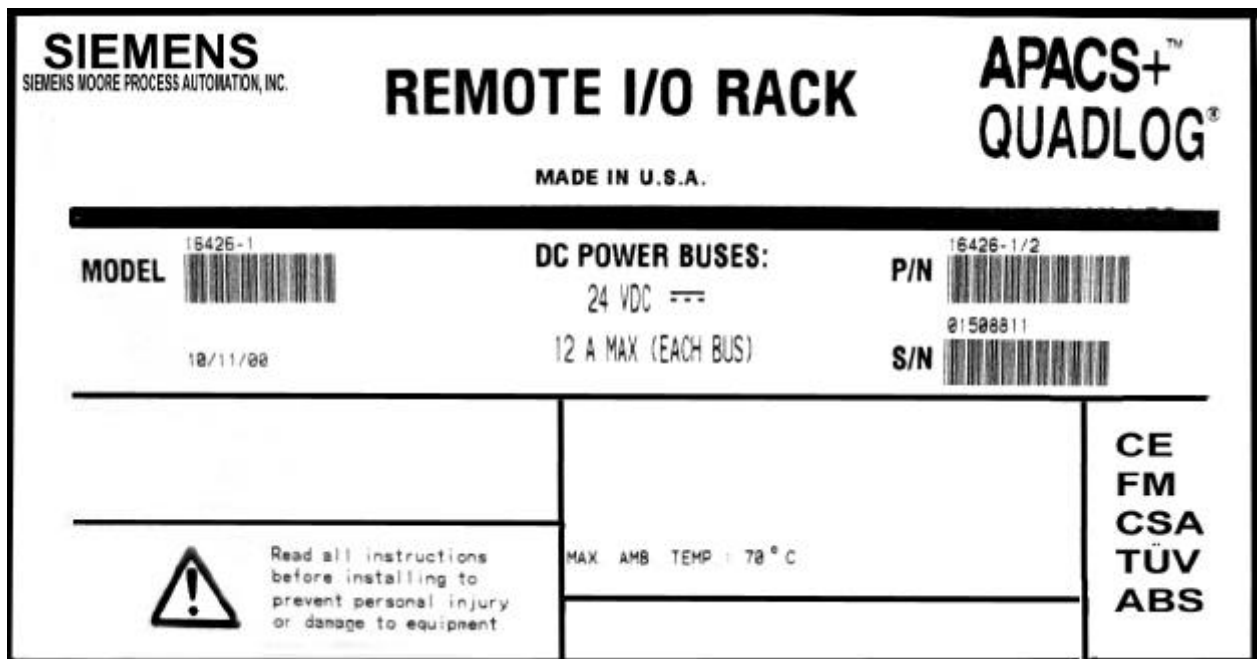 SIEMENS
SIEMENS MOORE PROCESS AUTOMATION, INC.
REMOTE I/O RACK
APACS+™
QUADLOG®
MADE IN U.S.A.
MODEL
16426-1
10/11/00
DC POWER BUSES:
24 VDC
12 A MAX (EACH BUS)
P/N
16426-1/2
S/N
01508811
Read all instructions
before installing to
prevent personal injury
or damage to equipment
MAX AMB TEMP : 70°C
CE
FM
CSA
TÜV
ABS